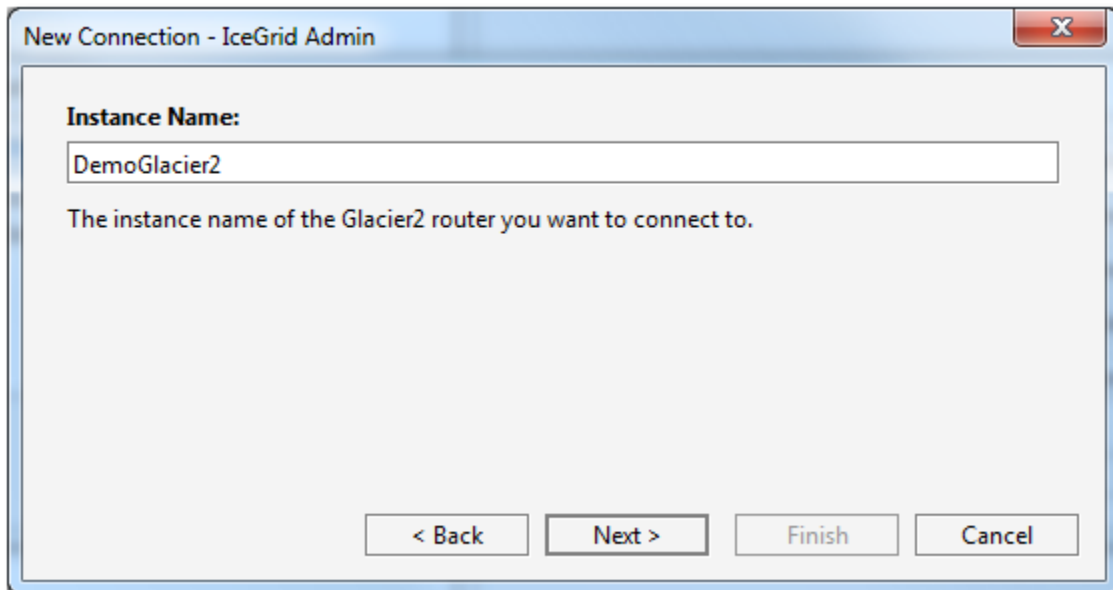 New Connection - IceGrid Admin
Instance Name:
DemoGlacier2
The instance name of the Glacier2 router you want to connect to.
< Back Next > Finish Cancel